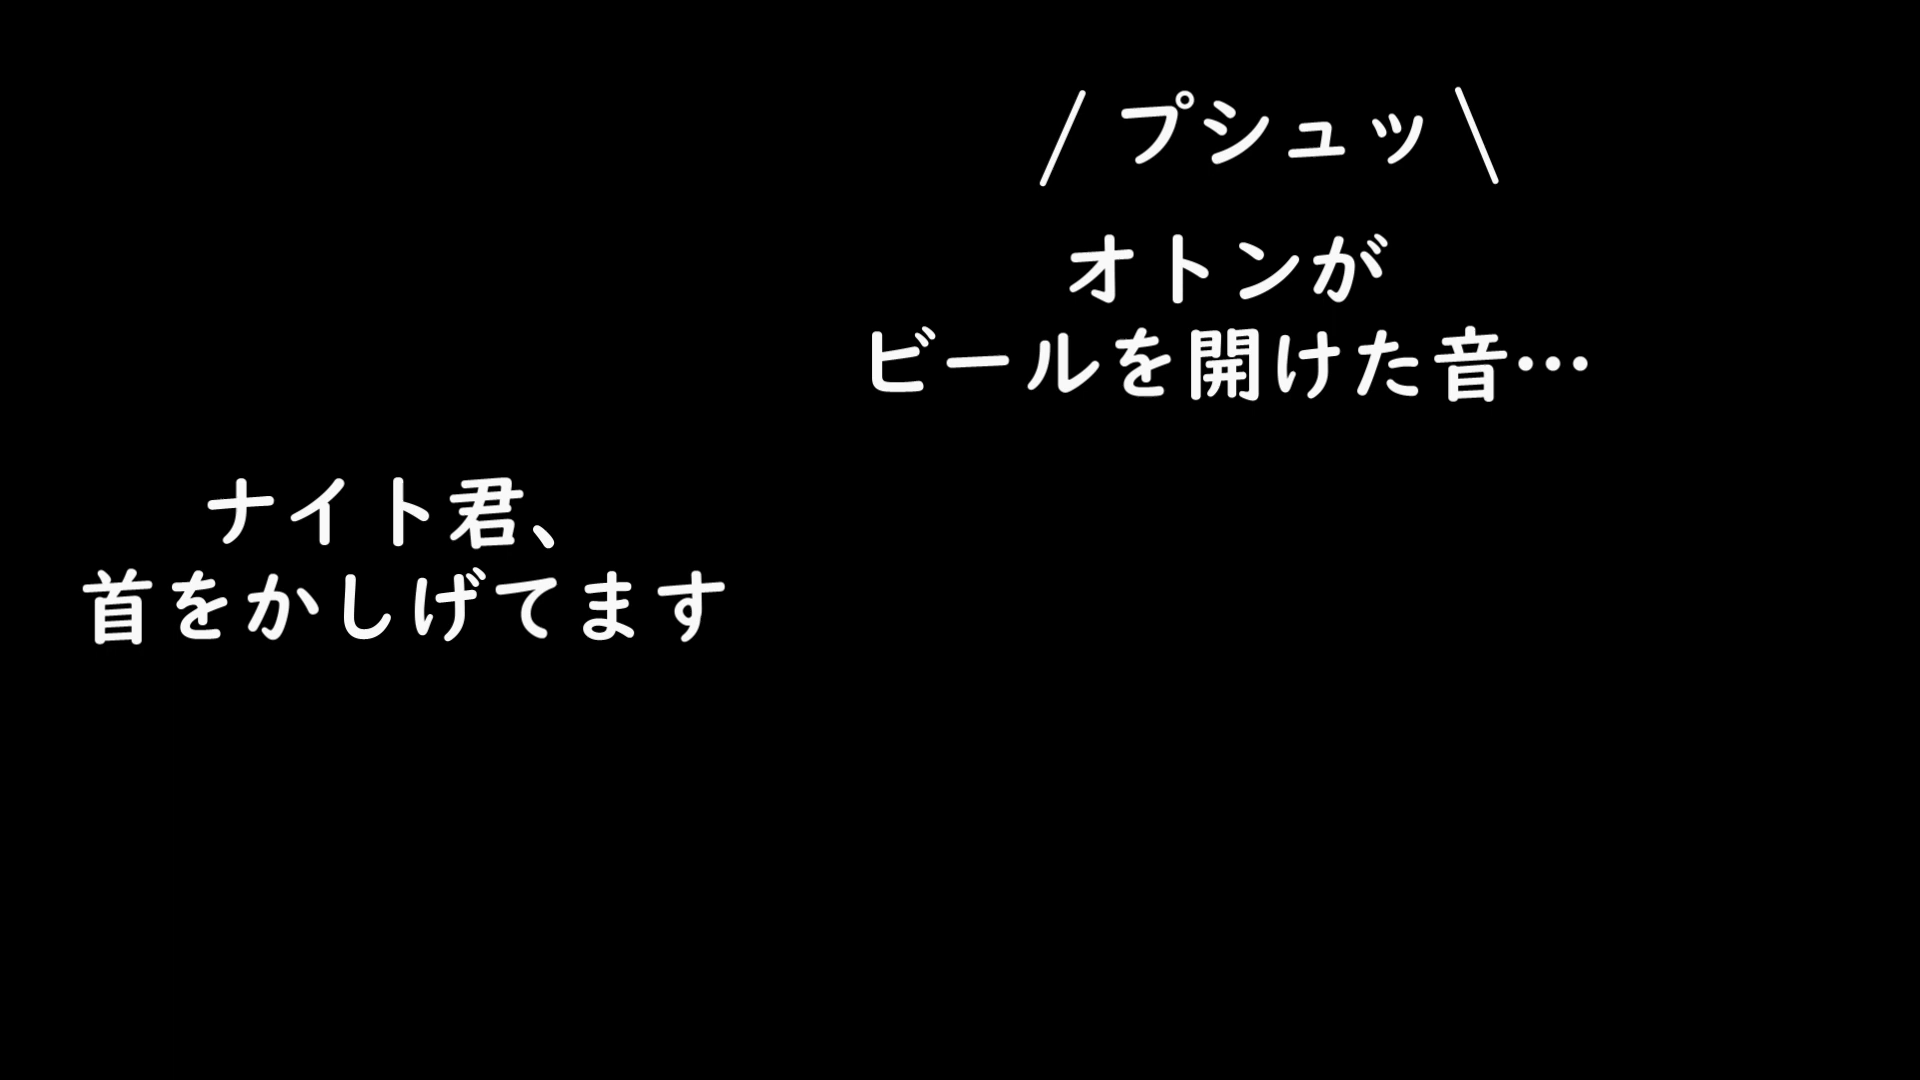 \プシュッ/
オトンが
ビールを開けた音…
ナイト君、
首をかしげてます